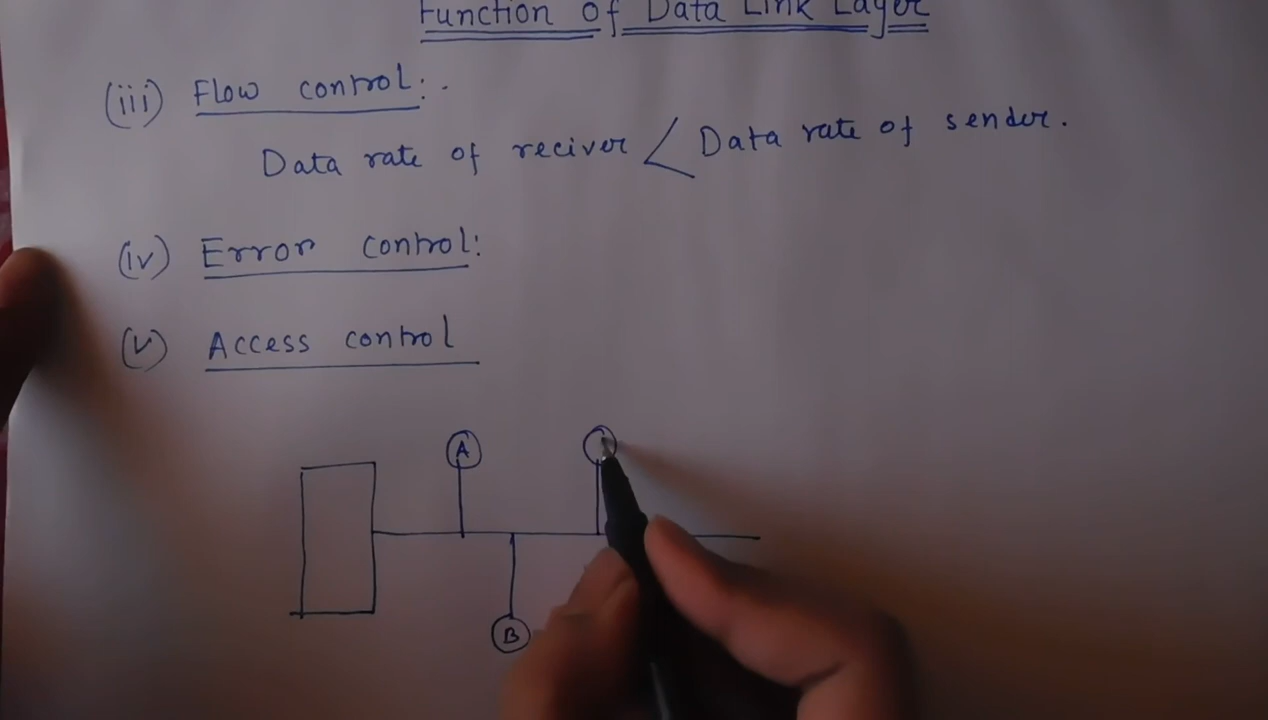 Function of Data Link Layer
(iii) Flow control:.
Data rate of reciver < Data rate of sender.
(iv) Error control:
(v) Access control
A
B